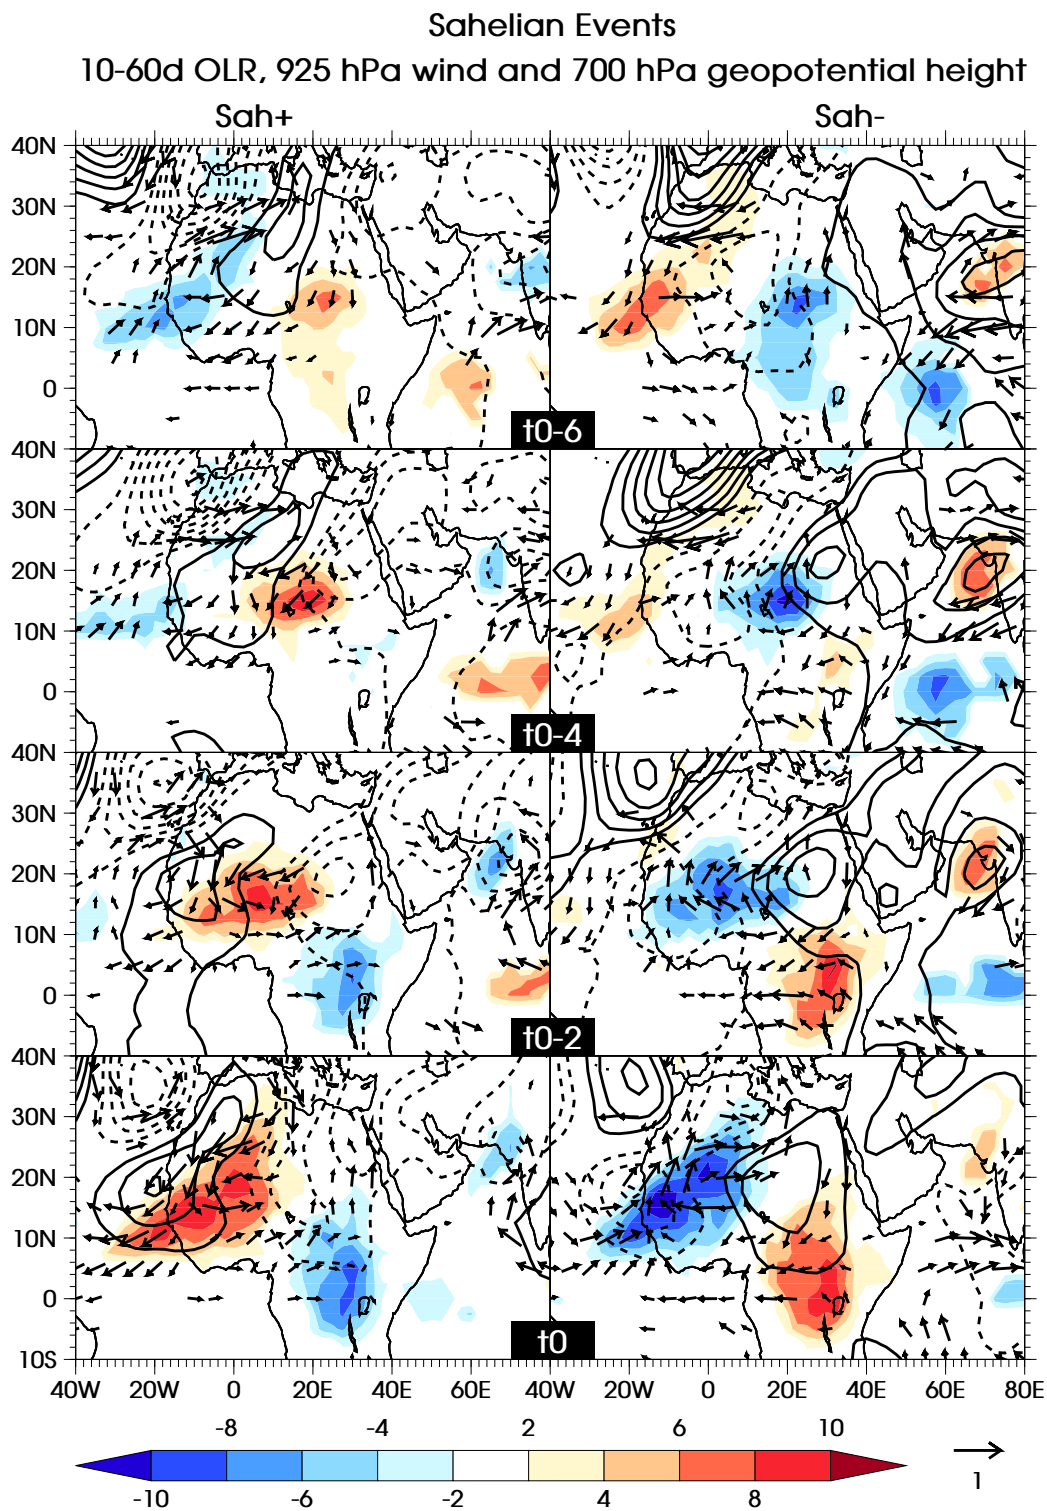 Sahelian Events
10-60d OLR, 925 hPa wind and 700 hPa geopotential height
Sah+ Sah-
40N
30N
20N
10N
0
t0-6
40N
30N
20N
10N
0
t0-4
40N
30N
20N
10N
0
t0-2
40N
30N
20N
10N
0
t0
10S
40W 20W 0 20E 40E 60E 40 20W 0 20E 40E 60E 80E
-8 -4 2 6 10
-10 -6 -2 4 8
1